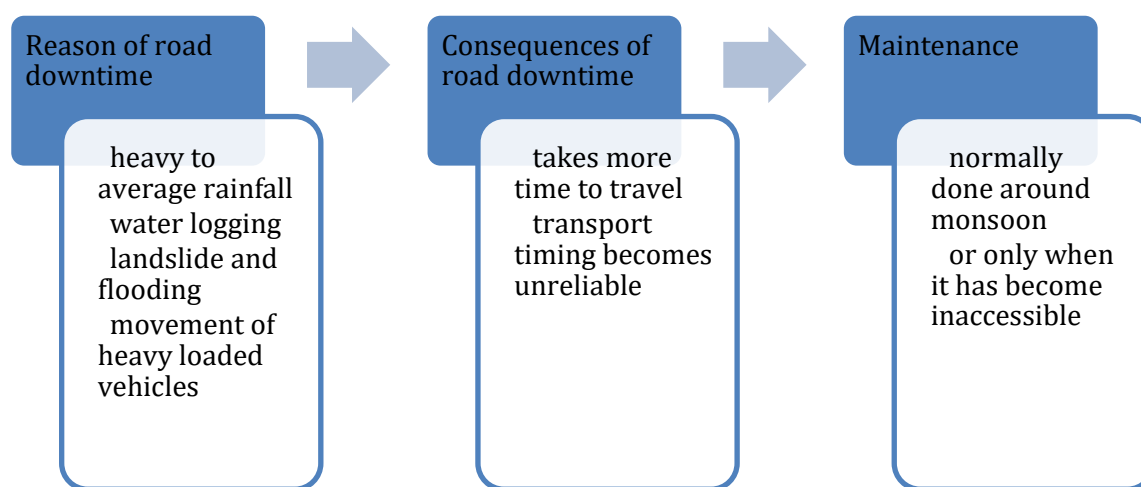 Reason of road
downtime
heavy to
average rainfall
water logging
landslide and
flooding
movement of
heavy loaded
vehicles
Consequences of
road downtime
takes more
time to travel
transport
timing becomes
unreliable
Maintenance
normally
done around
monsoon
or only when
it has become
inaccessible